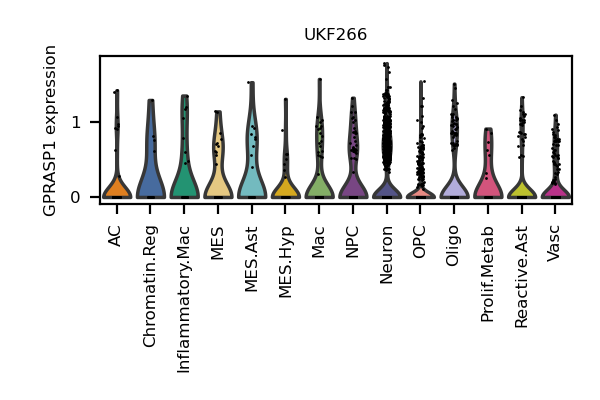 UKF266
GPRASP1 expression
1
0
AC
Chromatin.Reg
Inflammatory.Mac
MES
MES.Ast
MES.Hyp
Mac
NPC
Neuron
OPC
Oligo
Prolif.Metab
Reactive.Ast
Vasc